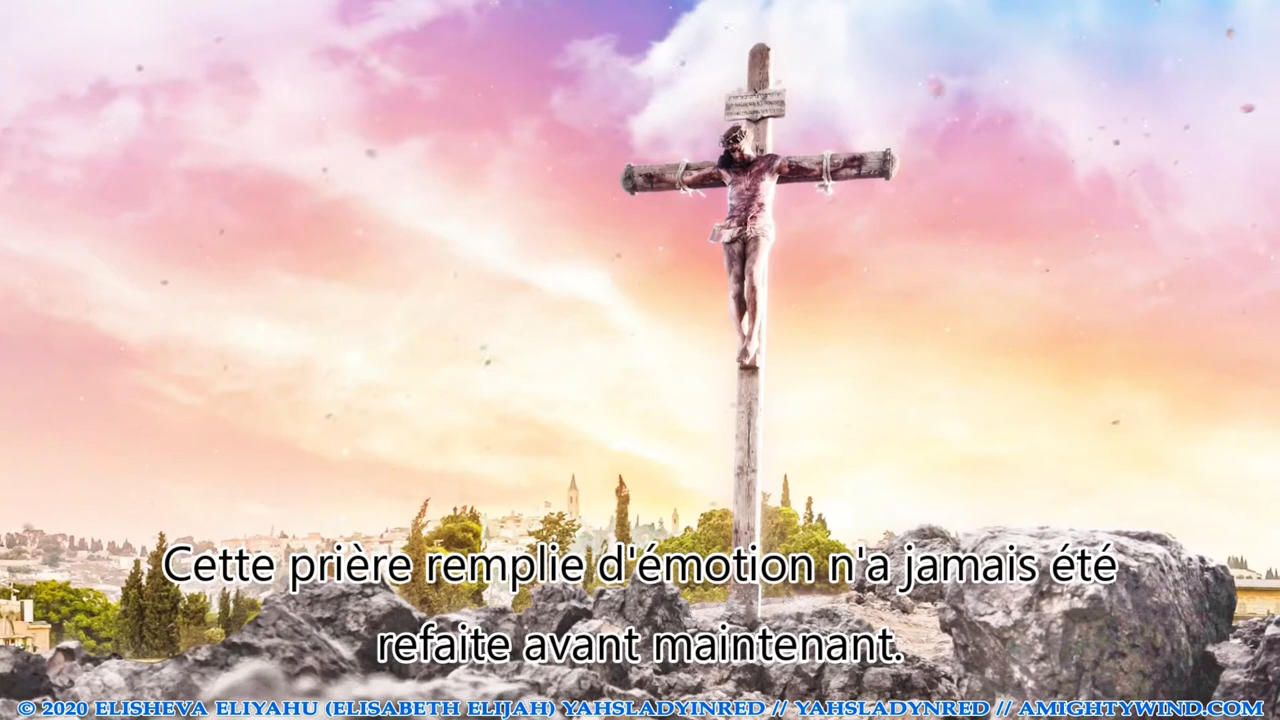 Cette prière remplie d'émotion n'a jamais été
refaite avant maintenant.
© 2020 ELISHEVA ELIYAHU (ELISABETH ELIJAH) YAHSLADYINRED // YAHSLADYNRED // AMIGHTYWIND.COM